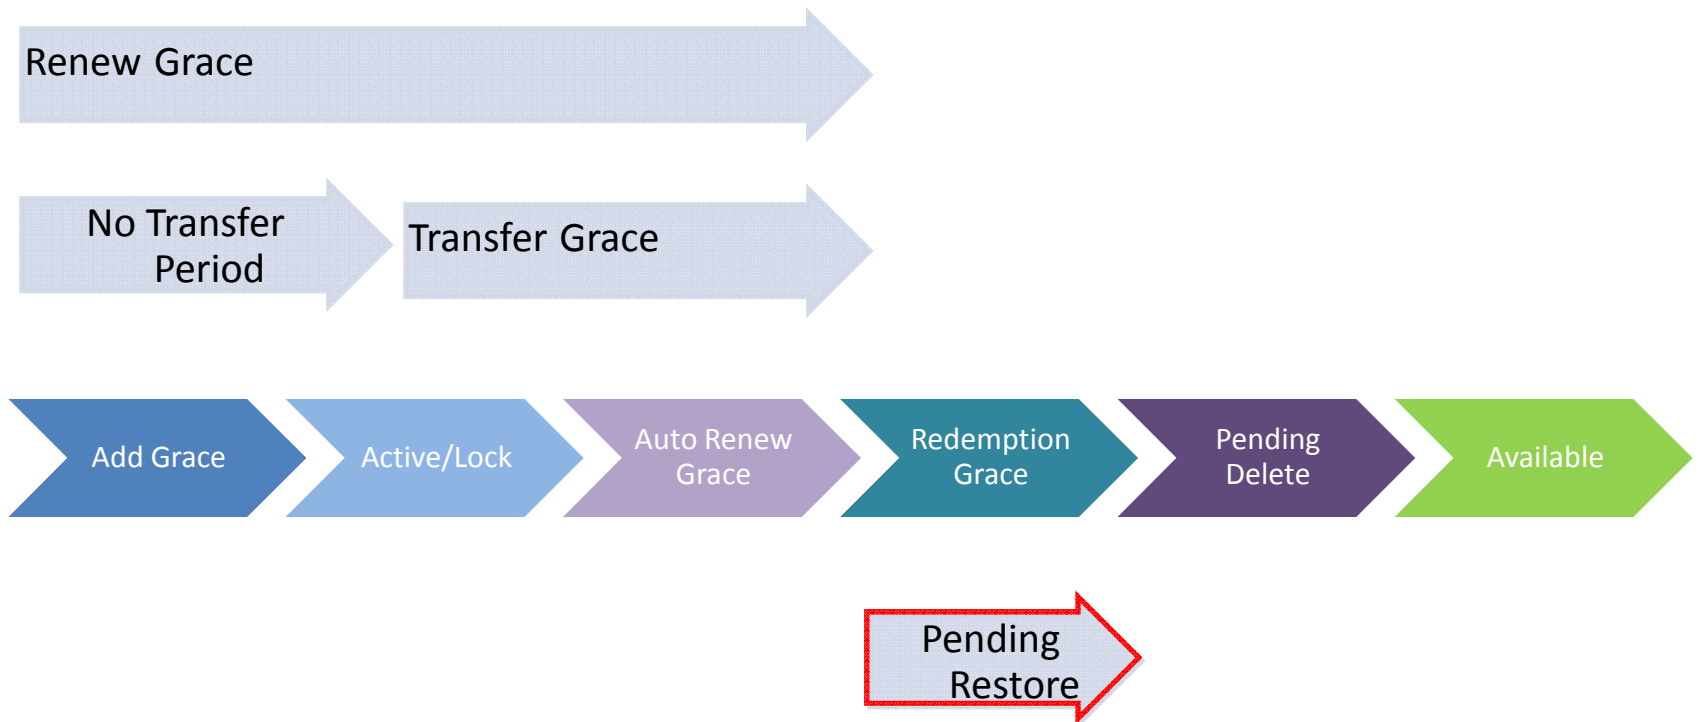 Renew Grace
No Transfer
Period
Transfer Grace
Add Grace
Active/Lock
Auto Renew
Grace
Redemption
Grace
Pending
Delete
Available
Pending
Restore